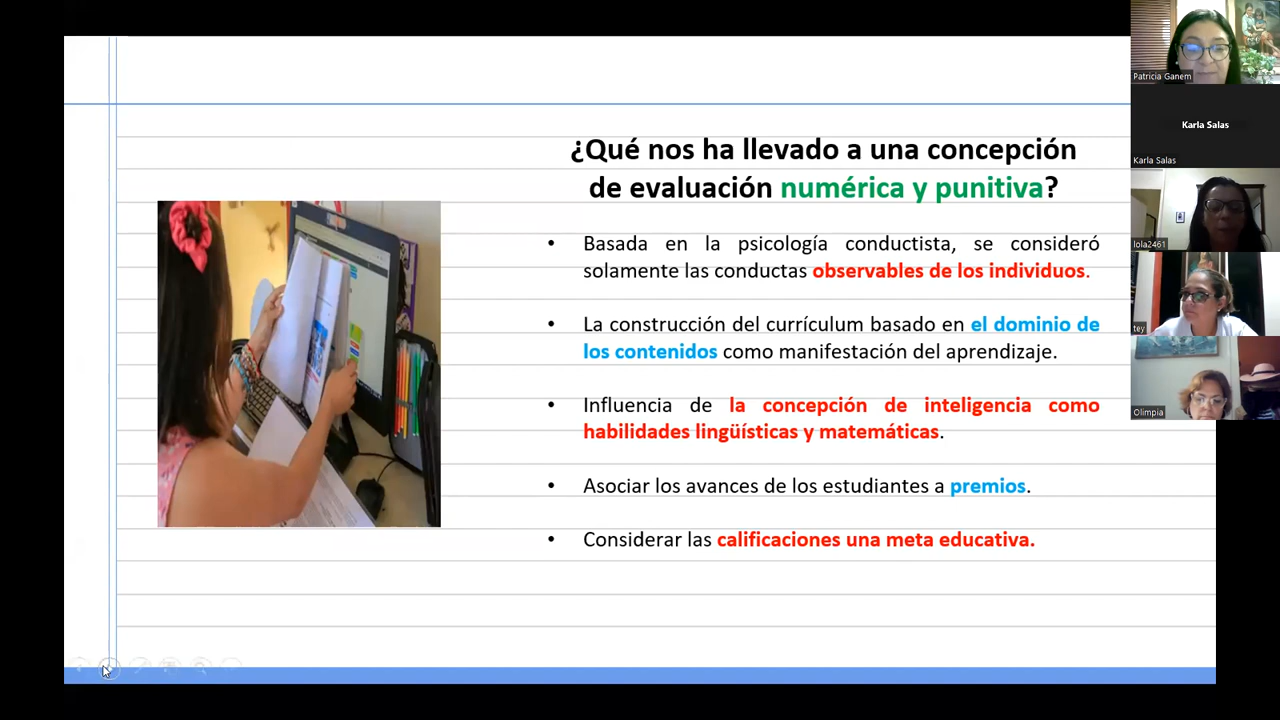 ¿Qué nos ha llevado a una concepción
de evaluación numérica y punitiva?
• Basada en la psicología conductista, se consideró
solamente las conductas observables de los individuos.
• La construcción del currículum basado en el dominio de
los contenidos como manifestación del aprendizaje.
• Influencia de la concepción de inteligencia como
habilidades lingüísticas y matemáticas.
• Asociar los avances de los estudiantes a premios.
• Considerar las calificaciones una meta educativa.
Patricia Ganem
Karla Salas
Karla Salas
lola2461
tey
Olimpia